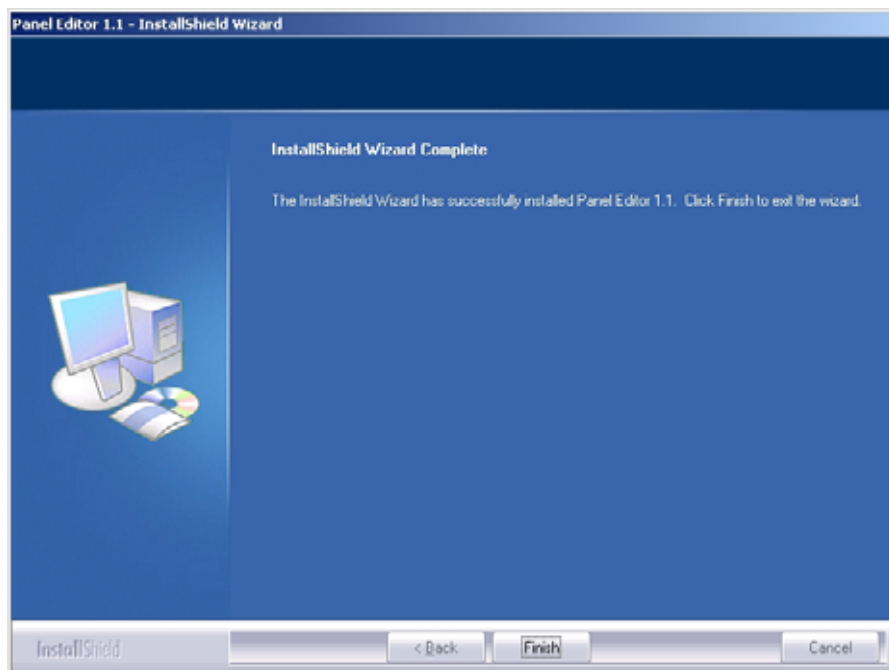 Panel Editor 1.1 - InstallShield Wizard
InstallShield Wizard Complete
The InstallShield Wizard has successfully installed Panel Editor 1.1. Click Finish to exit the wizard.
InstallShield
< Back
Finish
Cancel